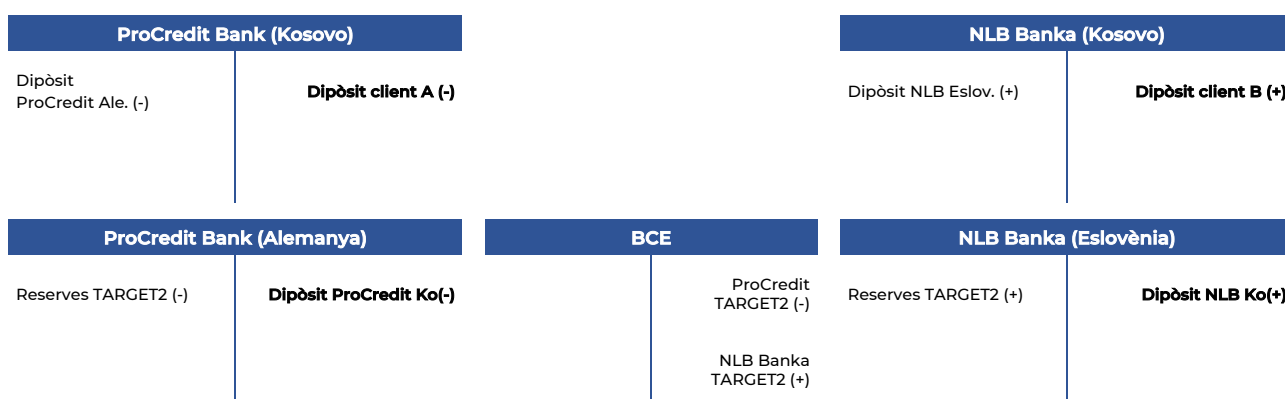 ProCredit Bank (Kosovo)
Dipòsit
ProCredit Ale. (-)
Dipòsit client A (-)
NLB Banka (Kosovo)
Dipòsit NLB Eslov. (+)
Dipòsit client B (+)
ProCredit Bank (Alemanya)
Reserves TARGET2 (-)
Dipòsit ProCredit Ko(-)
BCE
ProCredit
TARGET2 (-)
NLB Banka
TARGET2 (+)
NLB Banka (Eslovènia)
Reserves TARGET2 (+)
Dipòsit NLB Ko(+)